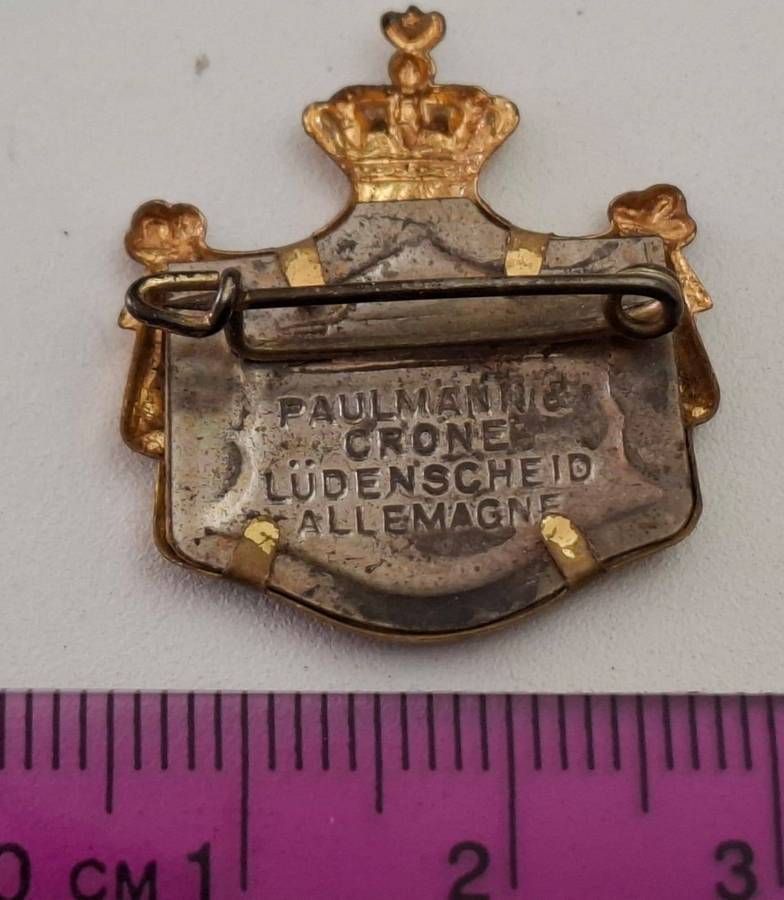 PAULMANN &
CRONE
LÜDENSCHEID
ALLEMAGNE
0 CM 1 2 3